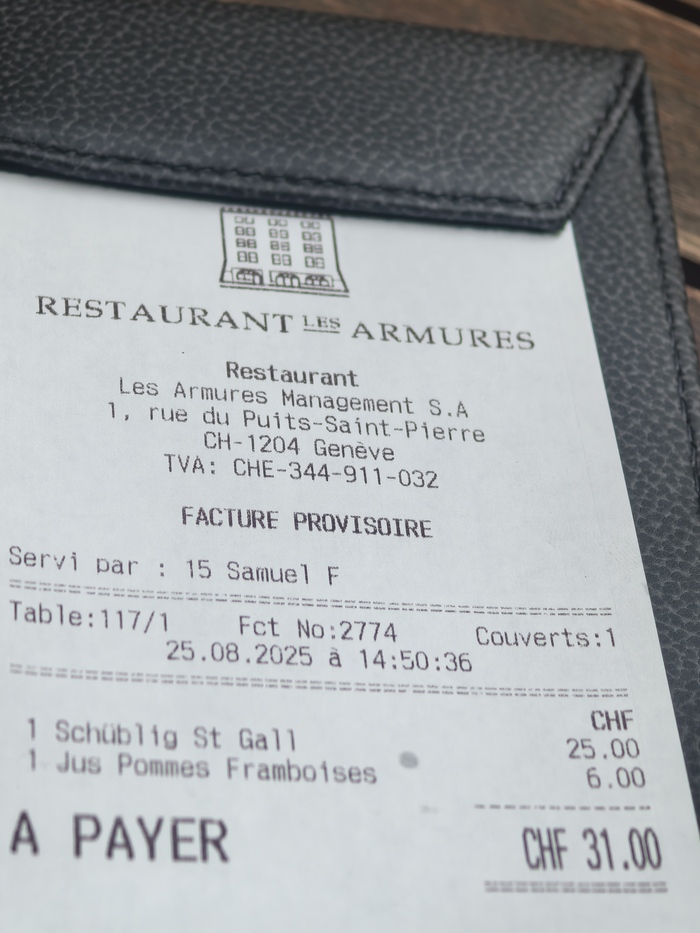 RESTAURANT LES ARMURES
Restaurant
Les Armures Management S.A
1, rue du Puits-Saint-Pierre
CH-1204 Genève
TVA: CHE-344-911-032
FACTURE PROVISOIRE
Servi par : 15 Samuel F
Table:117/1 Fct No:2774 Couverts:1
25.08.2025 à 14:50:36
CHF
1 Schüblig St Gall 25.00
1 Jus Pommes Framboises 6.00
A PAYER CHF 31.00